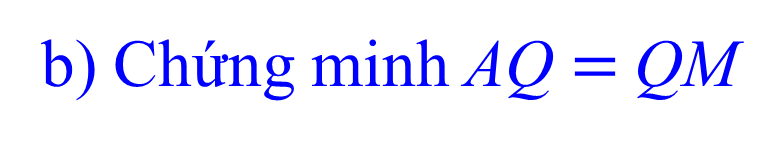 b) Chứng minh AQ = QM